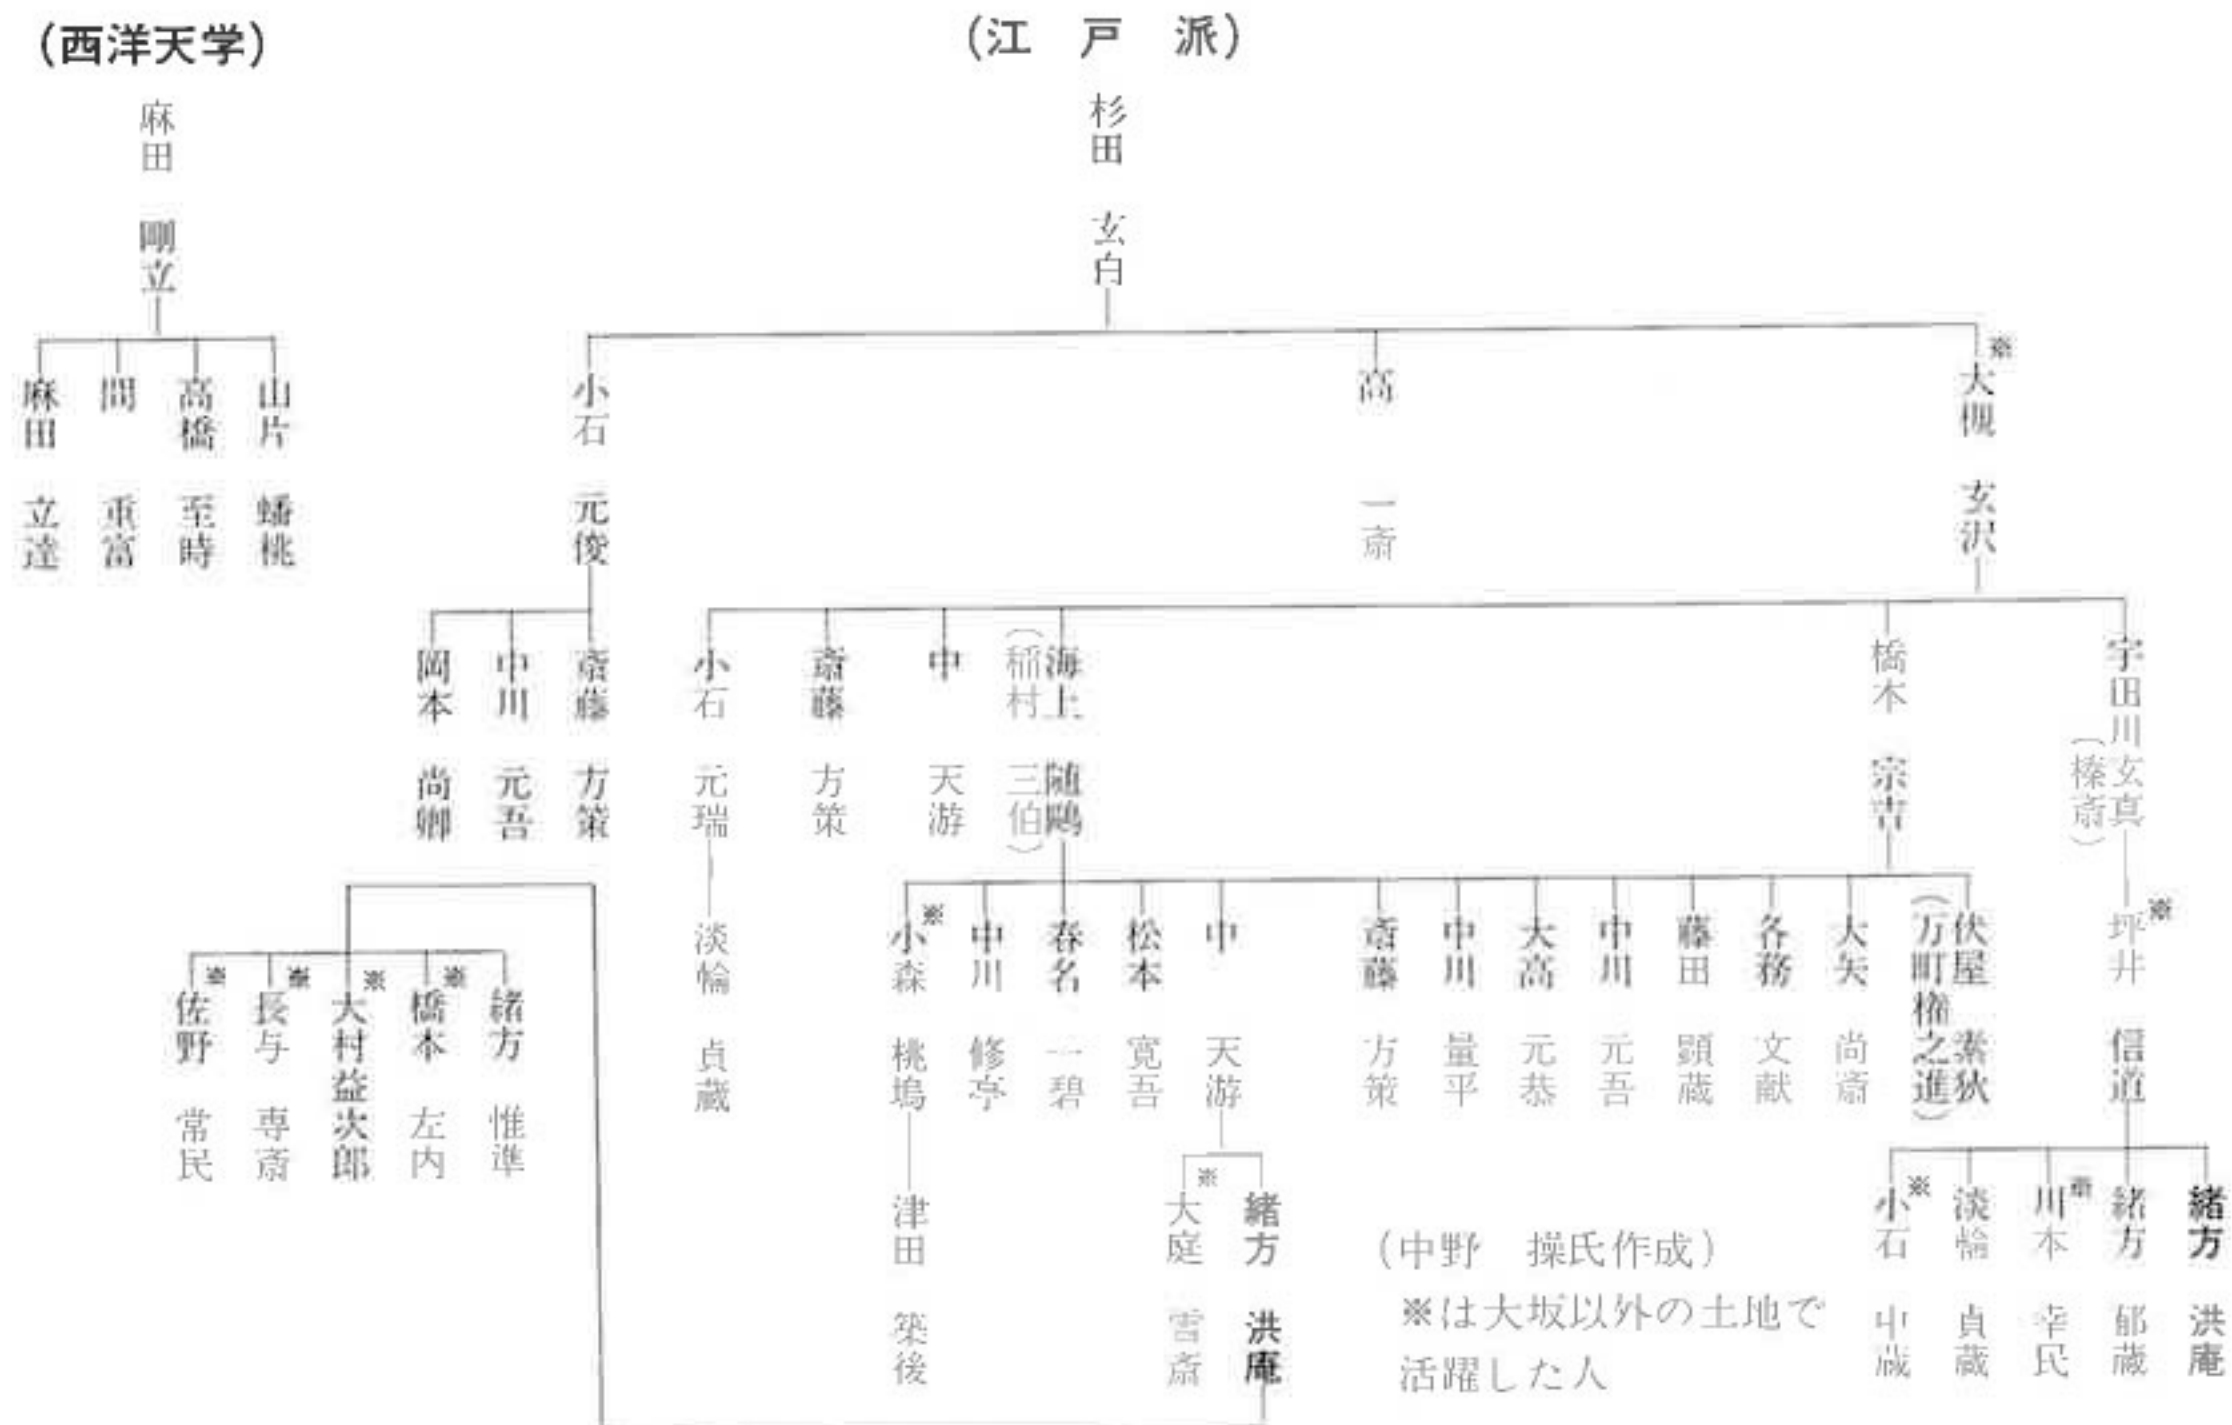 (西洋天学)
麻田 剛立
山片 蟠桃
高橋 至時
間 重富
麻田 立達
(江戸派)
杉田 玄白
※大槻 玄沢
高 一斎
小石 元俊
宇田川玄真
(榛斎)
橋本 宗吉
海上 随鷗
(稲村 三伯)
中 天游
斎藤 方策
小石 元瑞
斎藤 方策
中川 元吾
岡本 尚卿
※坪井 信道
伏屋 素狄
(万町権之進)
大矢 尚斎
各務 文献
藤田 顕蔵
中川 元吾
大高 元恭
中川 量平
斎藤 方策
中 天游
松本 寛吾
春名 一碧
中川 修亭
※小森 桃塢
淡輪 貞蔵
緒方 洪庵
緒方 郁蔵
※川本 幸民
淡輪 貞蔵
※小石 中蔵
緒方 洪庵
※大庭 雪斎
津田 築後
緒方 惟準
※橋本 左内
※大村益次郎
※長与 専斎
※佐野 常民
(中野 操氏作成)
※は大坂以外の土地で
活躍した人